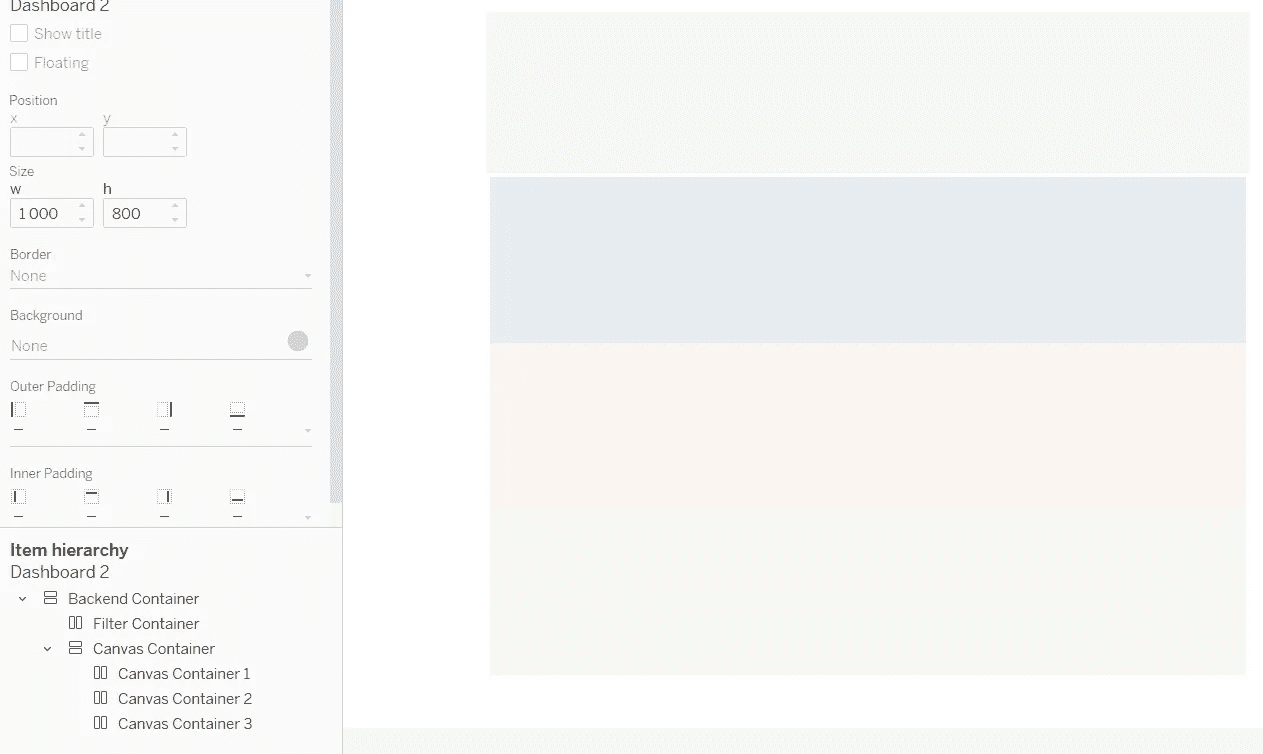 Dashboard 2
Show title
Floating
Position
x y
Size
w h
1 000 800
Border
None
Background
None
Outer Padding
Inner Padding
Item hierarchy
Dashboard 2
Backend Container
Filter Container
Canvas Container
Canvas Container 1
Canvas Container 2
Canvas Container 3